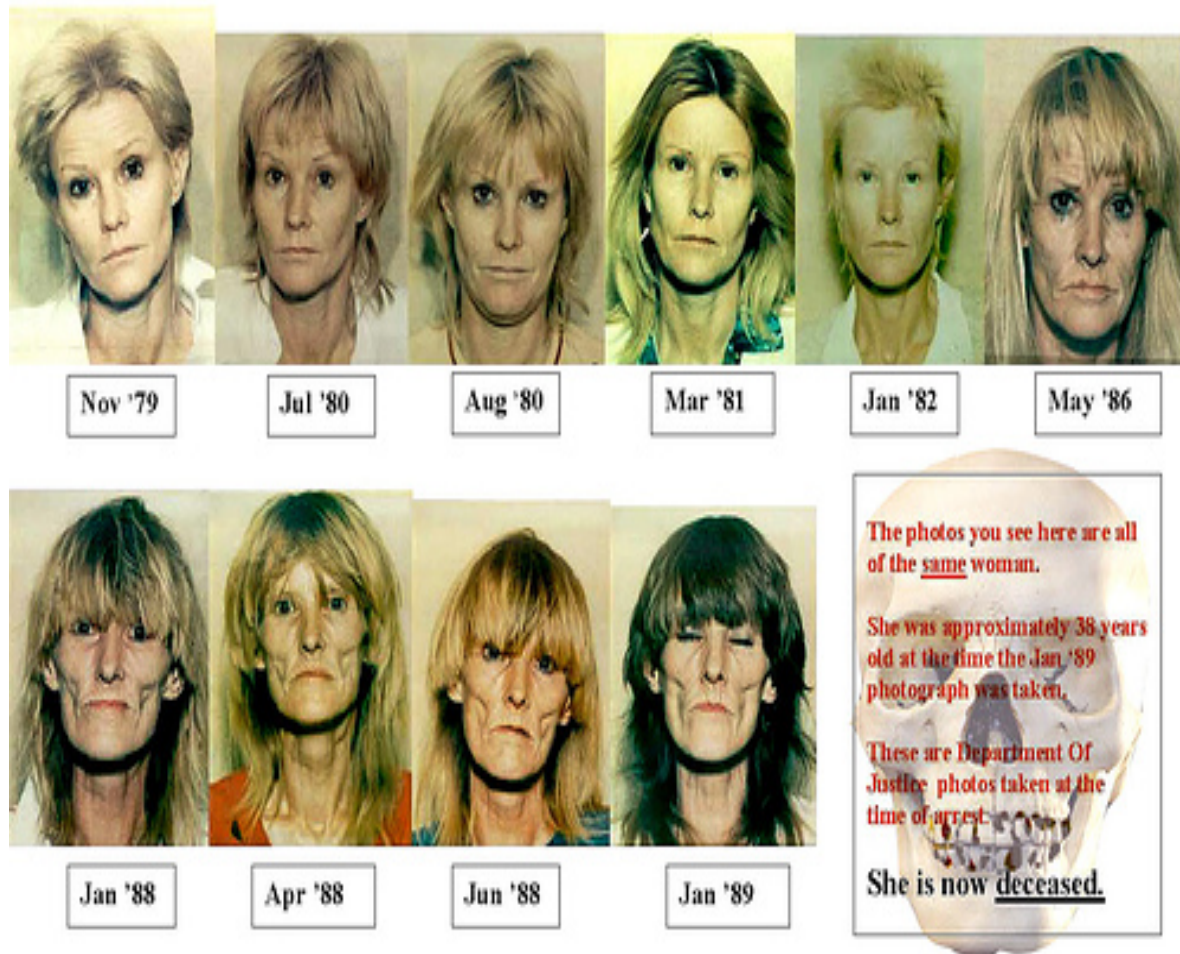 Nov '79
Jul '80
Aug '80
Mar '81
Jan '82
May '86
Jan '88
Apr '88
Jun '88
Jan '89
The photos you see here are all
of the same woman.
She was approximately 38 years
old at the time the Jan '89
photograph was taken.
These are Department Of
Justice photos taken at the
time of arrest.
She is now deceased.